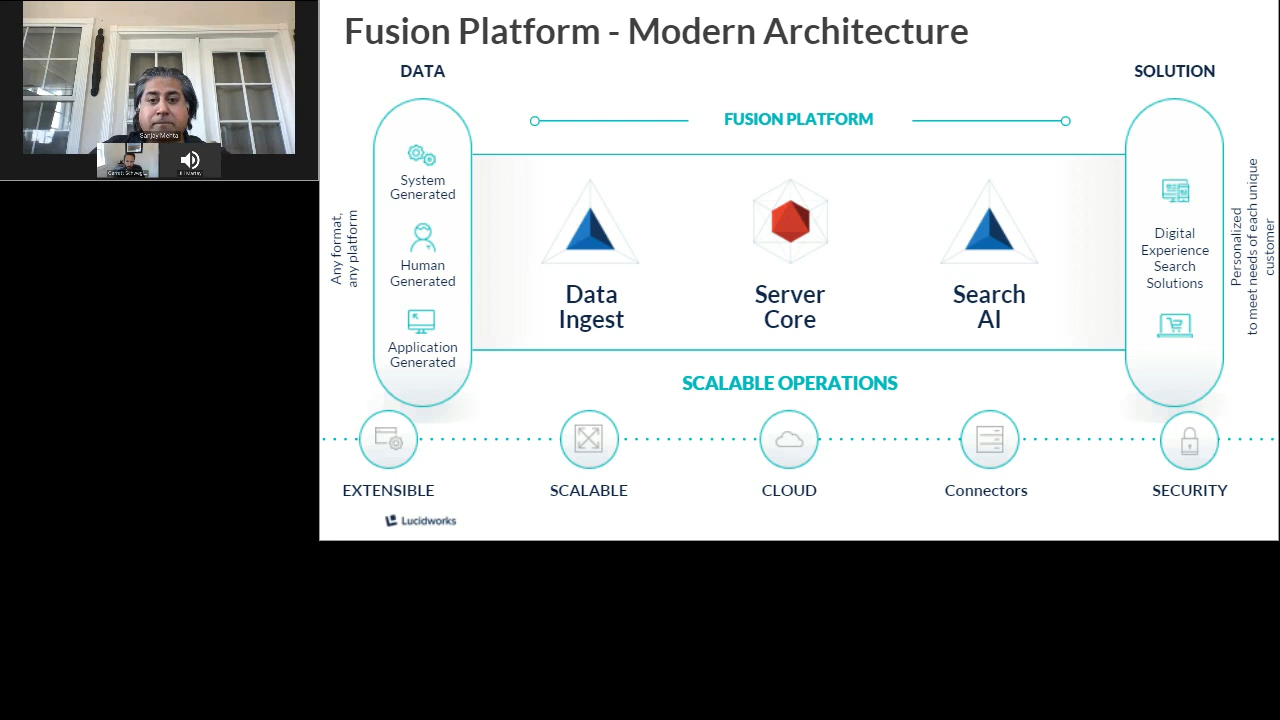 Fusion Platform - Modern Architecture
DATA
SOLUTION
FUSION PLATFORM
System
Generated
Human
Generated
Application
Generated
Any format,
any platform
Data
Ingest
Server
Core
Search
AI
Digital
Experience
Search
Solutions
Personalized
to meet needs of each unique
customer
SCALABLE OPERATIONS
EXTENSIBLE
SCALABLE
CLOUD
Connectors
SECURITY
Lucidworks
Sanjay Mehta